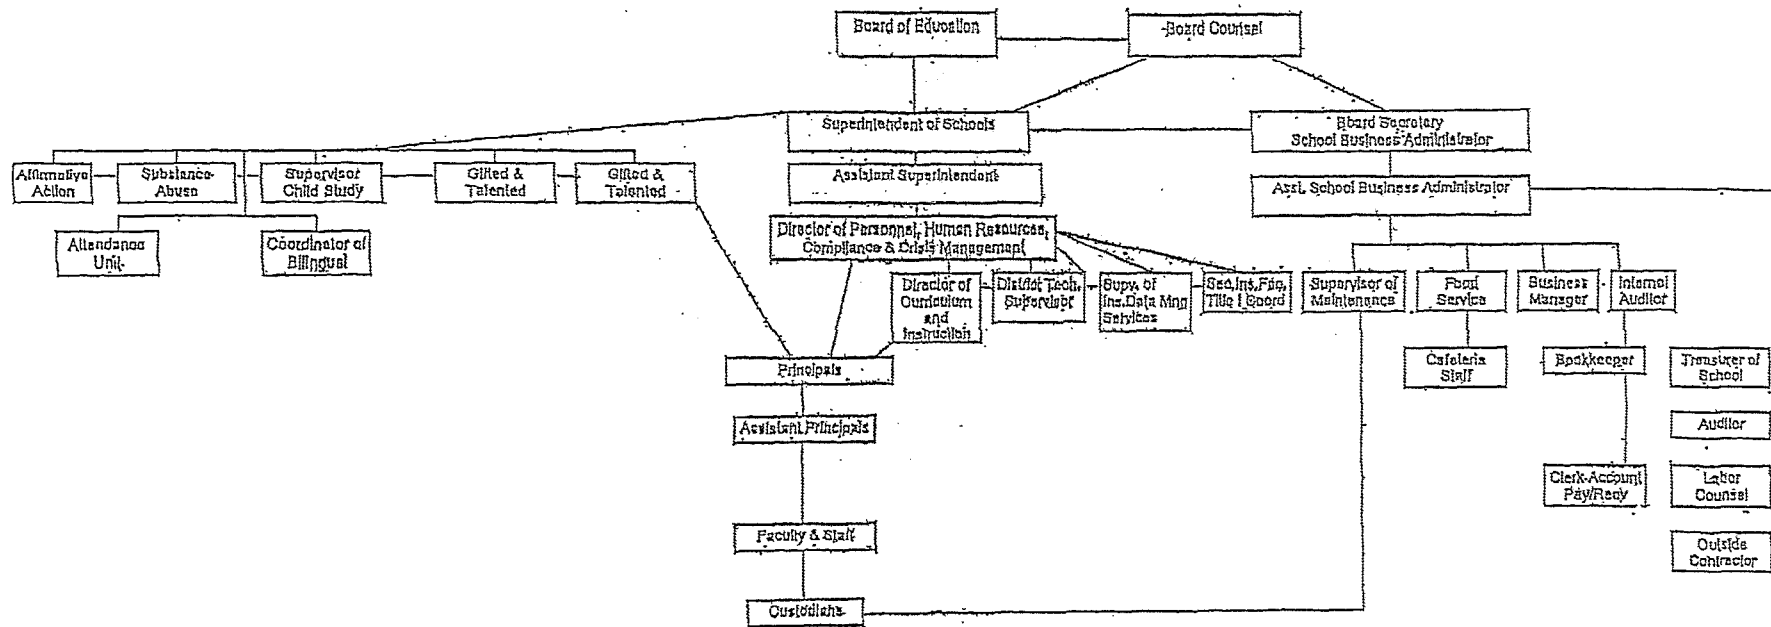 Board of Education
Board Counsel
Superintendent of Schools
Board Secretary
School Business Administrator
Affirmative
Action
Substance
Abuse
Supervisor
Child Study
Gifted &
Talented
Gifted &
Talented
Assistant Superintendent
Asst. School Business Administrator
Attendance
Unit
Coordinator of
Bilingual
Director of Personnel, Human Resources,
Compliance & Crisis Management
Director of
Curriculum
and
Instruction
District Tech.
Supervisor
Supv. of
Ins. Data Mng
Services
Title I Coord
Supervisor of
Maintenance
Food
Service
Business
Manager
Internal
Auditor
Principals
Cafeteria
Staff
Bookkeeper
Treasurer of
School
Assistant Principals
Auditor
Clerk-Account
Pay/Recv
Labor
Counsel
Faculty & Staff
Outside
Contractor
Custodians